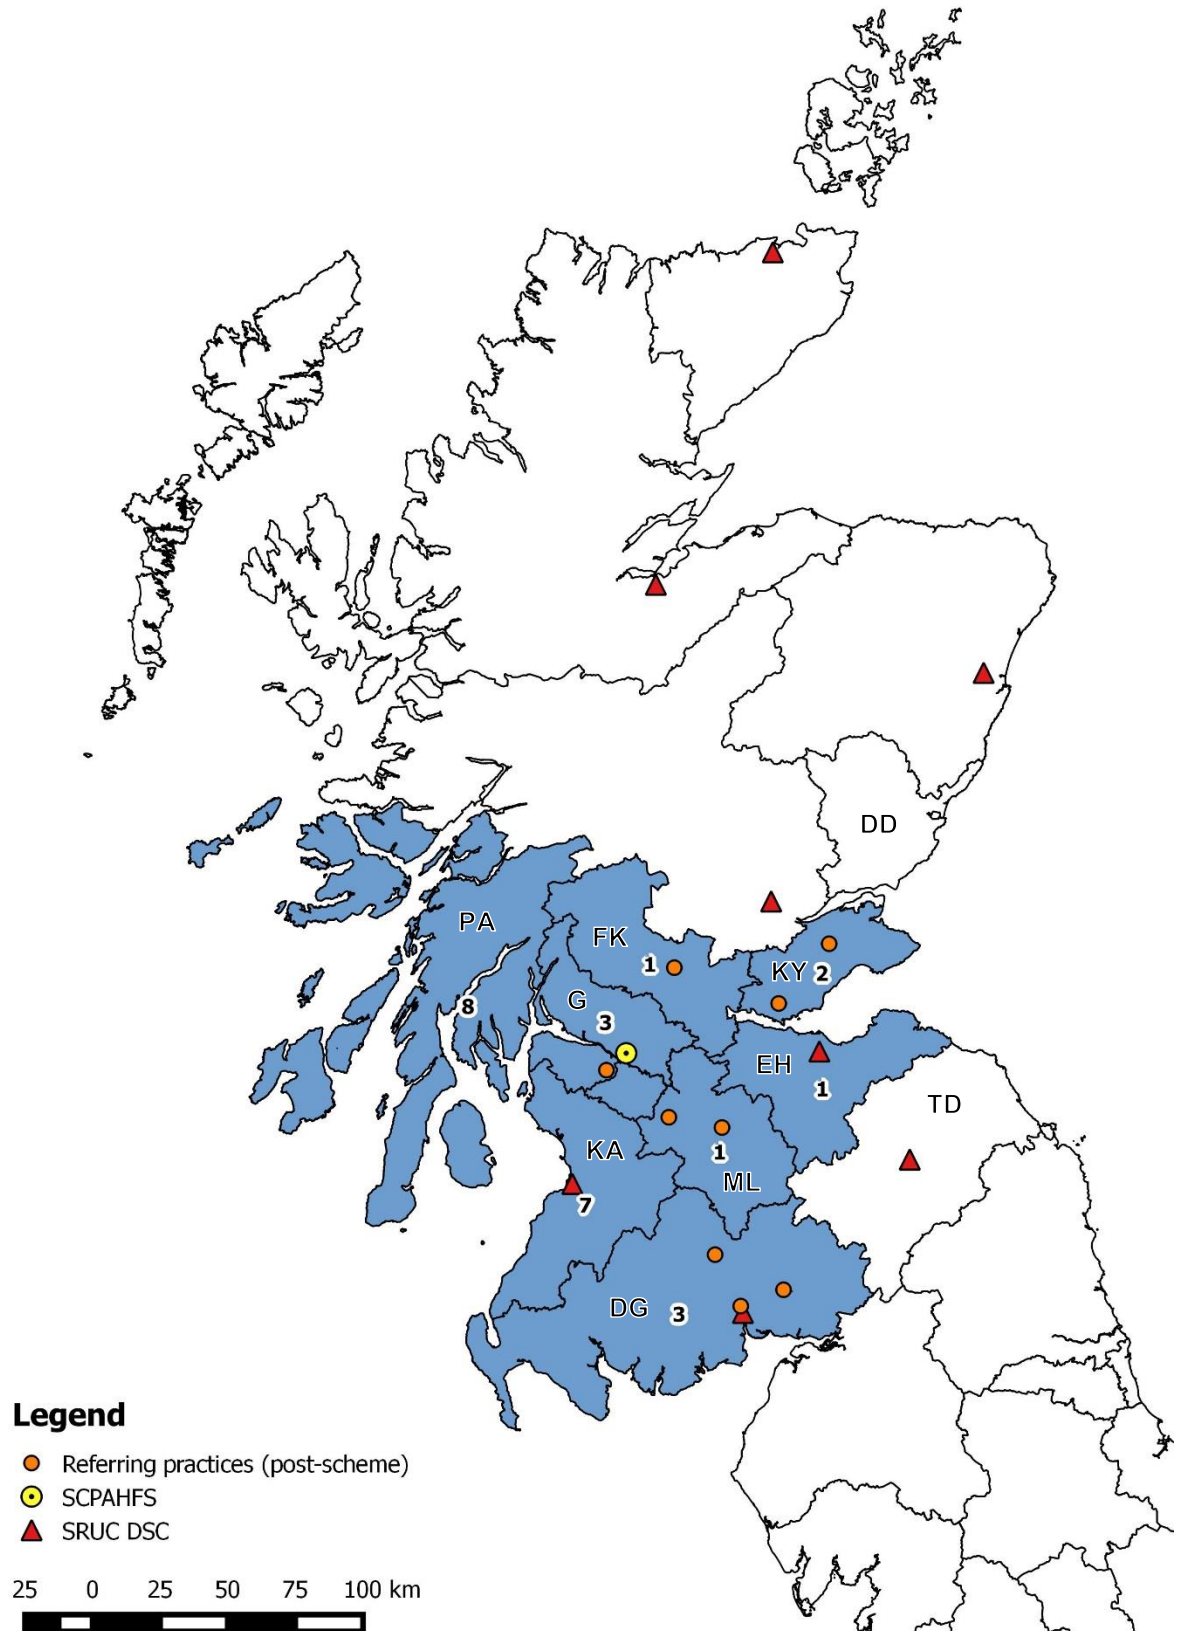 DD
PA
FK
1
KY 2
8
G
3
EH
1
TD
KA
1
ML
7
DG 3
Legend
Referring practices (post-scheme)
SCPAHFS
SRUC DSC
25 0 25 50 75 100 km